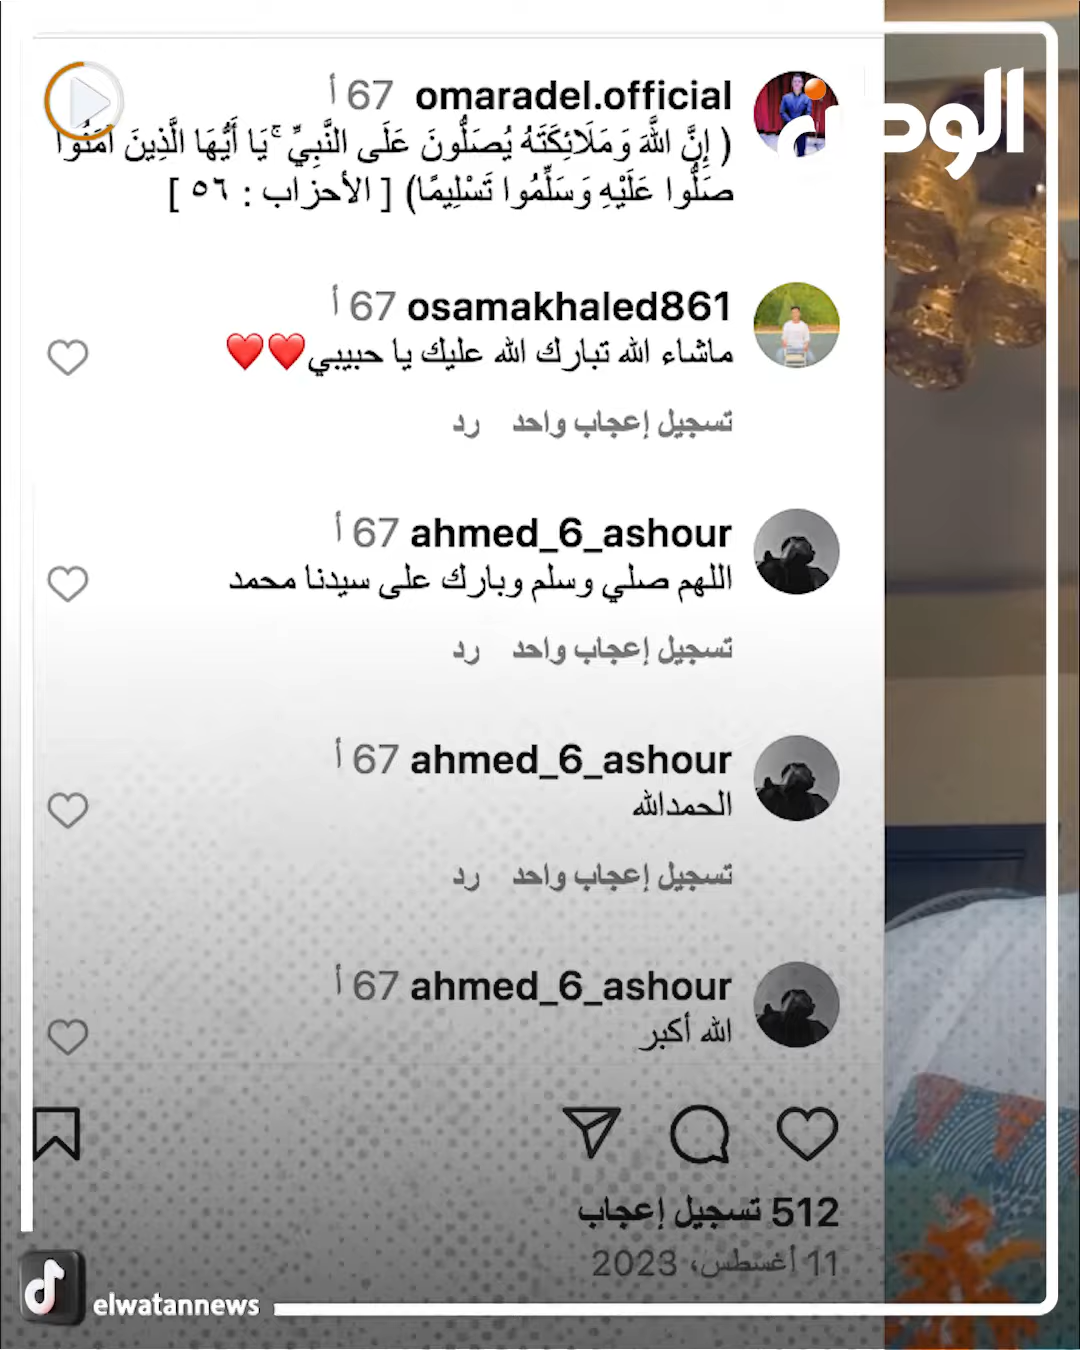 الوطن
omaradel.official 67 أ
( إِنَّ اللَّهَ وَمَلَائِكَتَهُ يُصَلُّونَ عَلَى النَّبِيِّ ۚ يَا أَيُّهَا الَّذِينَ آمَنُوا
صَلُّوا عَلَيْهِ وَسَلِّمُوا تَسْلِيمًا) [ الأحزاب : ٥٦ ]
osamakhaled861 67 أ
ماشاء الله تبارك الله عليك يا حبيبي❤️❤️
تسجيل إعجاب واحد رد
ahmed_6_ashour 67 أ
اللهم صلي وسلم وبارك على سيدنا محمد
تسجيل إعجاب واحد رد
ahmed_6_ashour 67 أ
الحمدالله
تسجيل إعجاب واحد رد
ahmed_6_ashour 67 أ
الله أكبر
512 تسجيل إعجاب
11 أغسطس، 2023
elwatannews